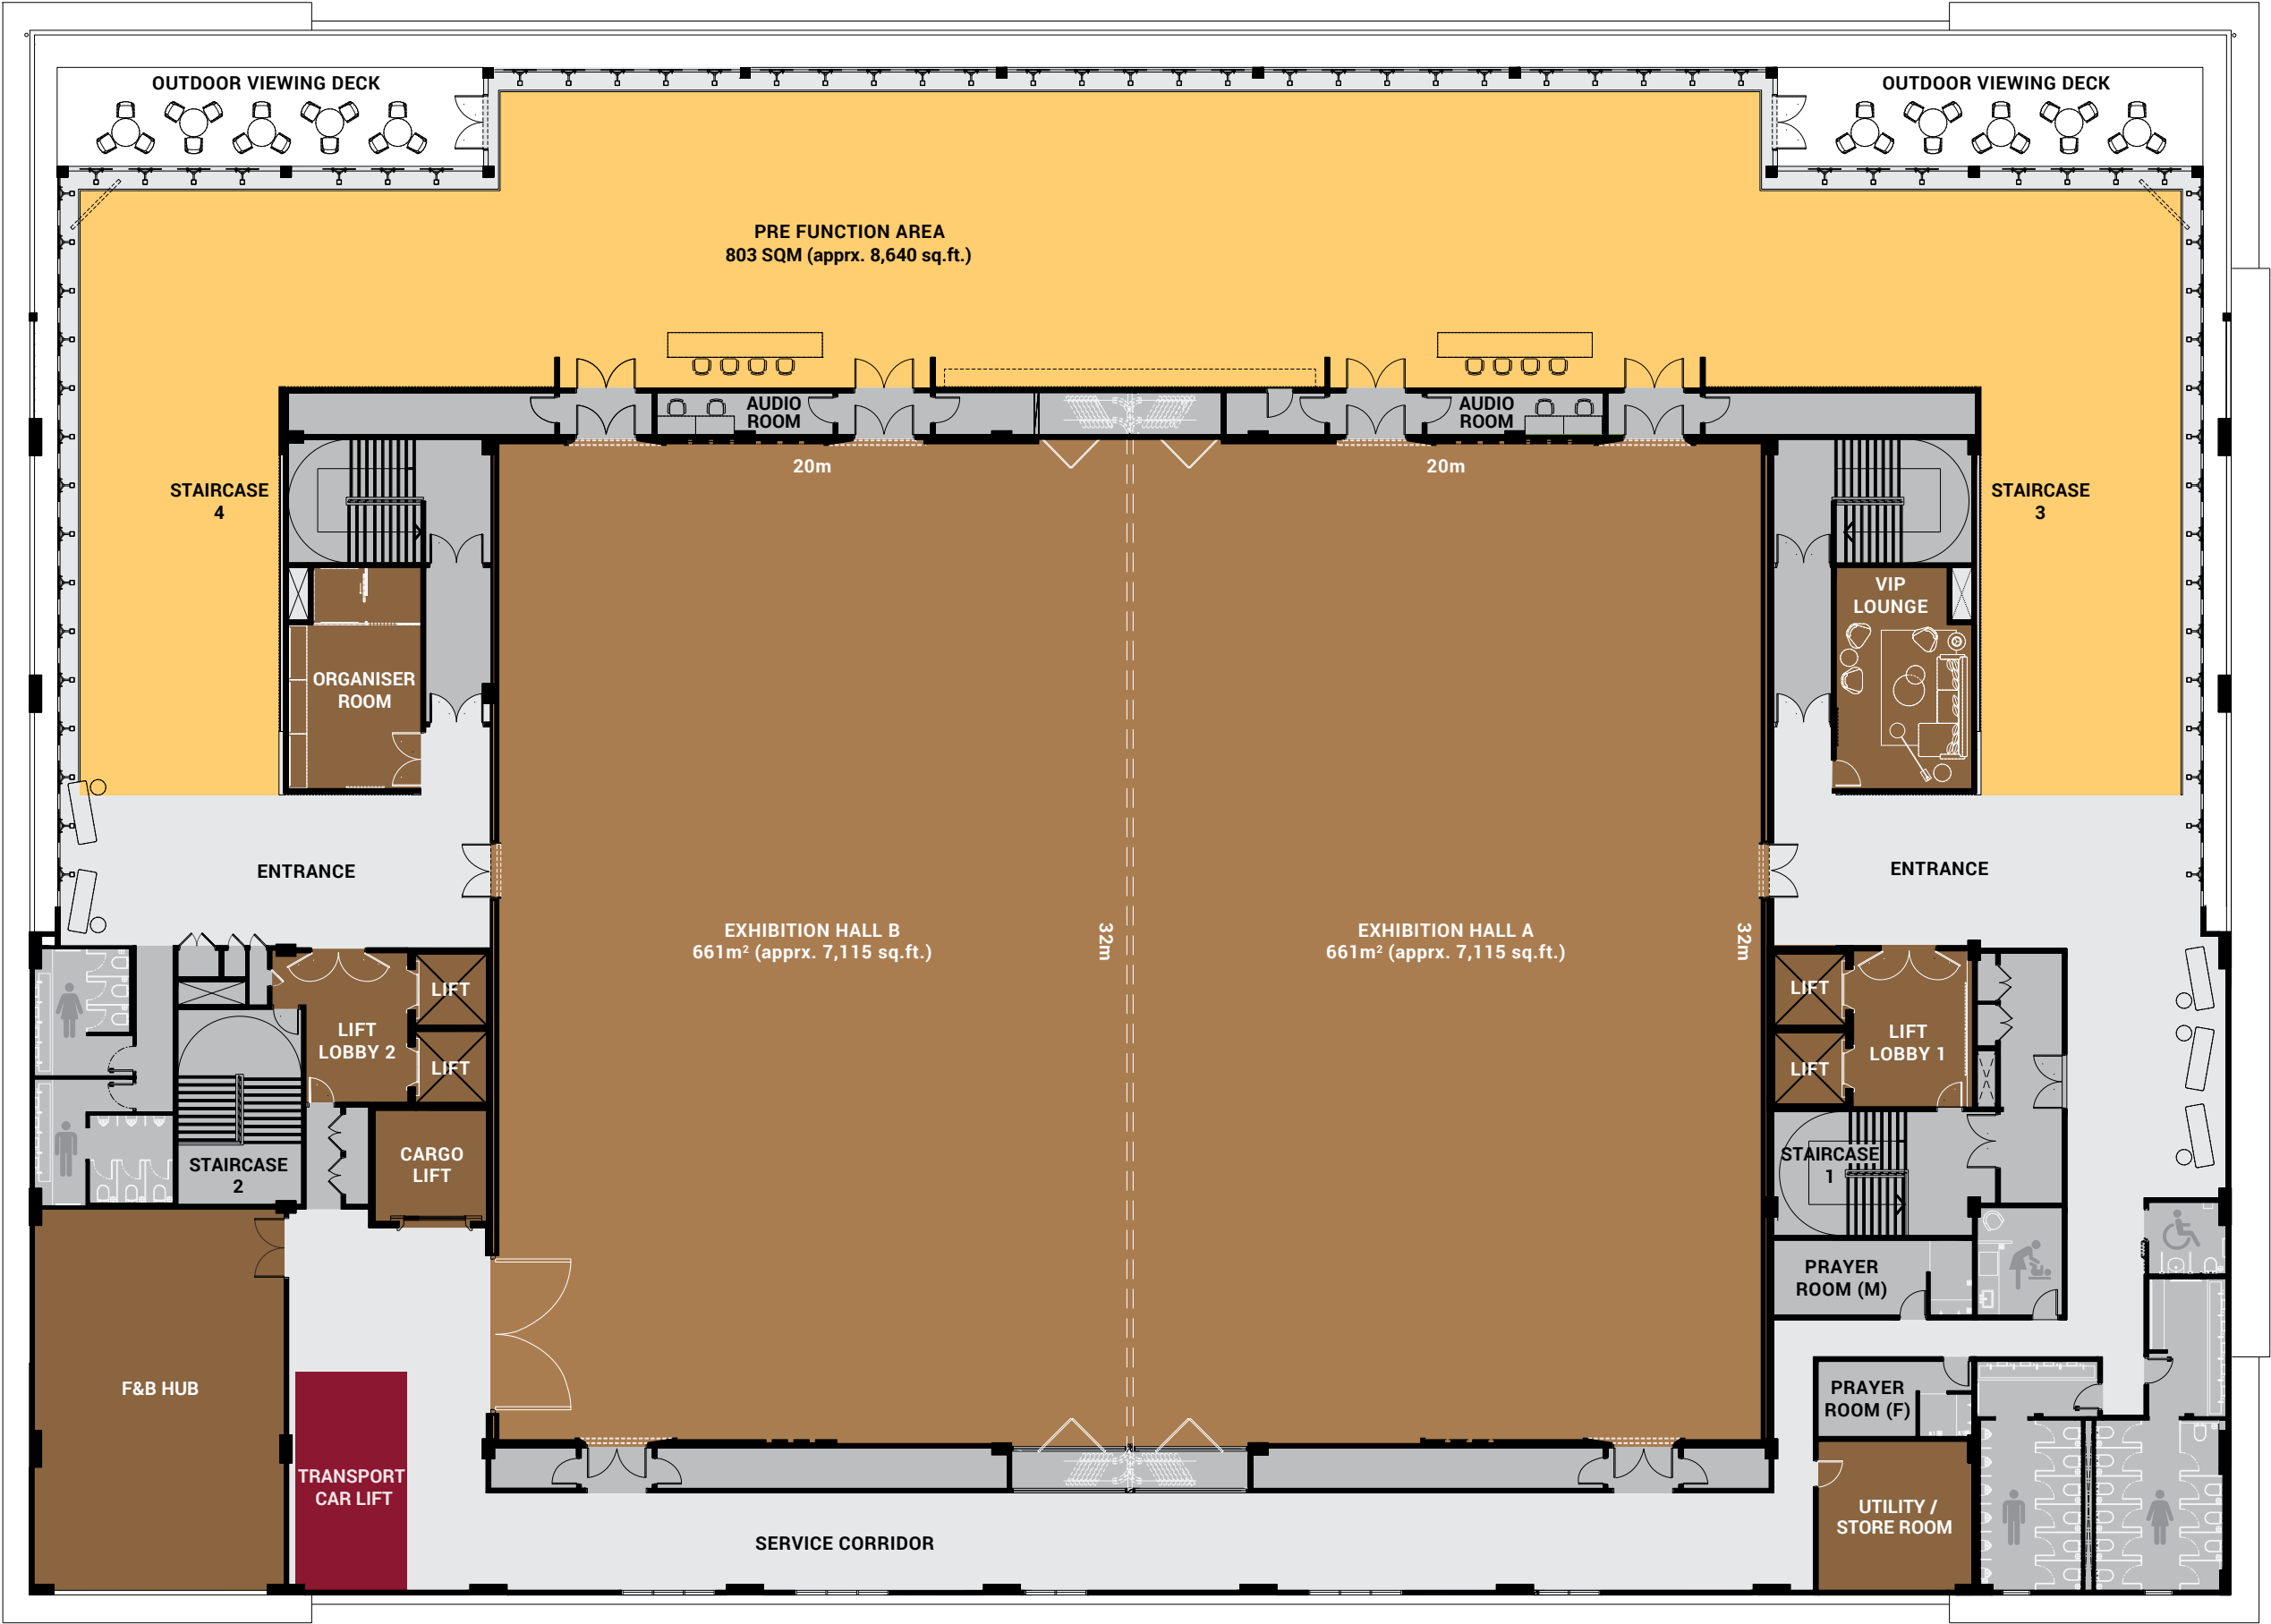 OUTDOOR VIEWING DECK
OUTDOOR VIEWING DECK
PRE FUNCTION AREA
803 SQM (apprx. 8,640 sq.ft.)
AUDIO
ROOM
AUDIO
ROOM
20m
20m
STAIRCASE
4
STAIRCASE
3
VIP
LOUNGE
ORGANISER
ROOM
ENTRANCE
ENTRANCE
EXHIBITION HALL B
661m² (apprx. 7,115 sq.ft.)
32m
EXHIBITION HALL A
661m² (apprx. 7,115 sq.ft.)
32m
LIFT
LIFT
LOBBY 2
LIFT
LIFT
LIFT
LOBBY 1
LIFT
CARGO
LIFT
STAIRCASE
2
STAIRCASE
1
PRAYER
ROOM (M)
F&B HUB
PRAYER
ROOM (F)
TRANSPORT
CAR LIFT
UTILITY /
STORE ROOM
SERVICE CORRIDOR